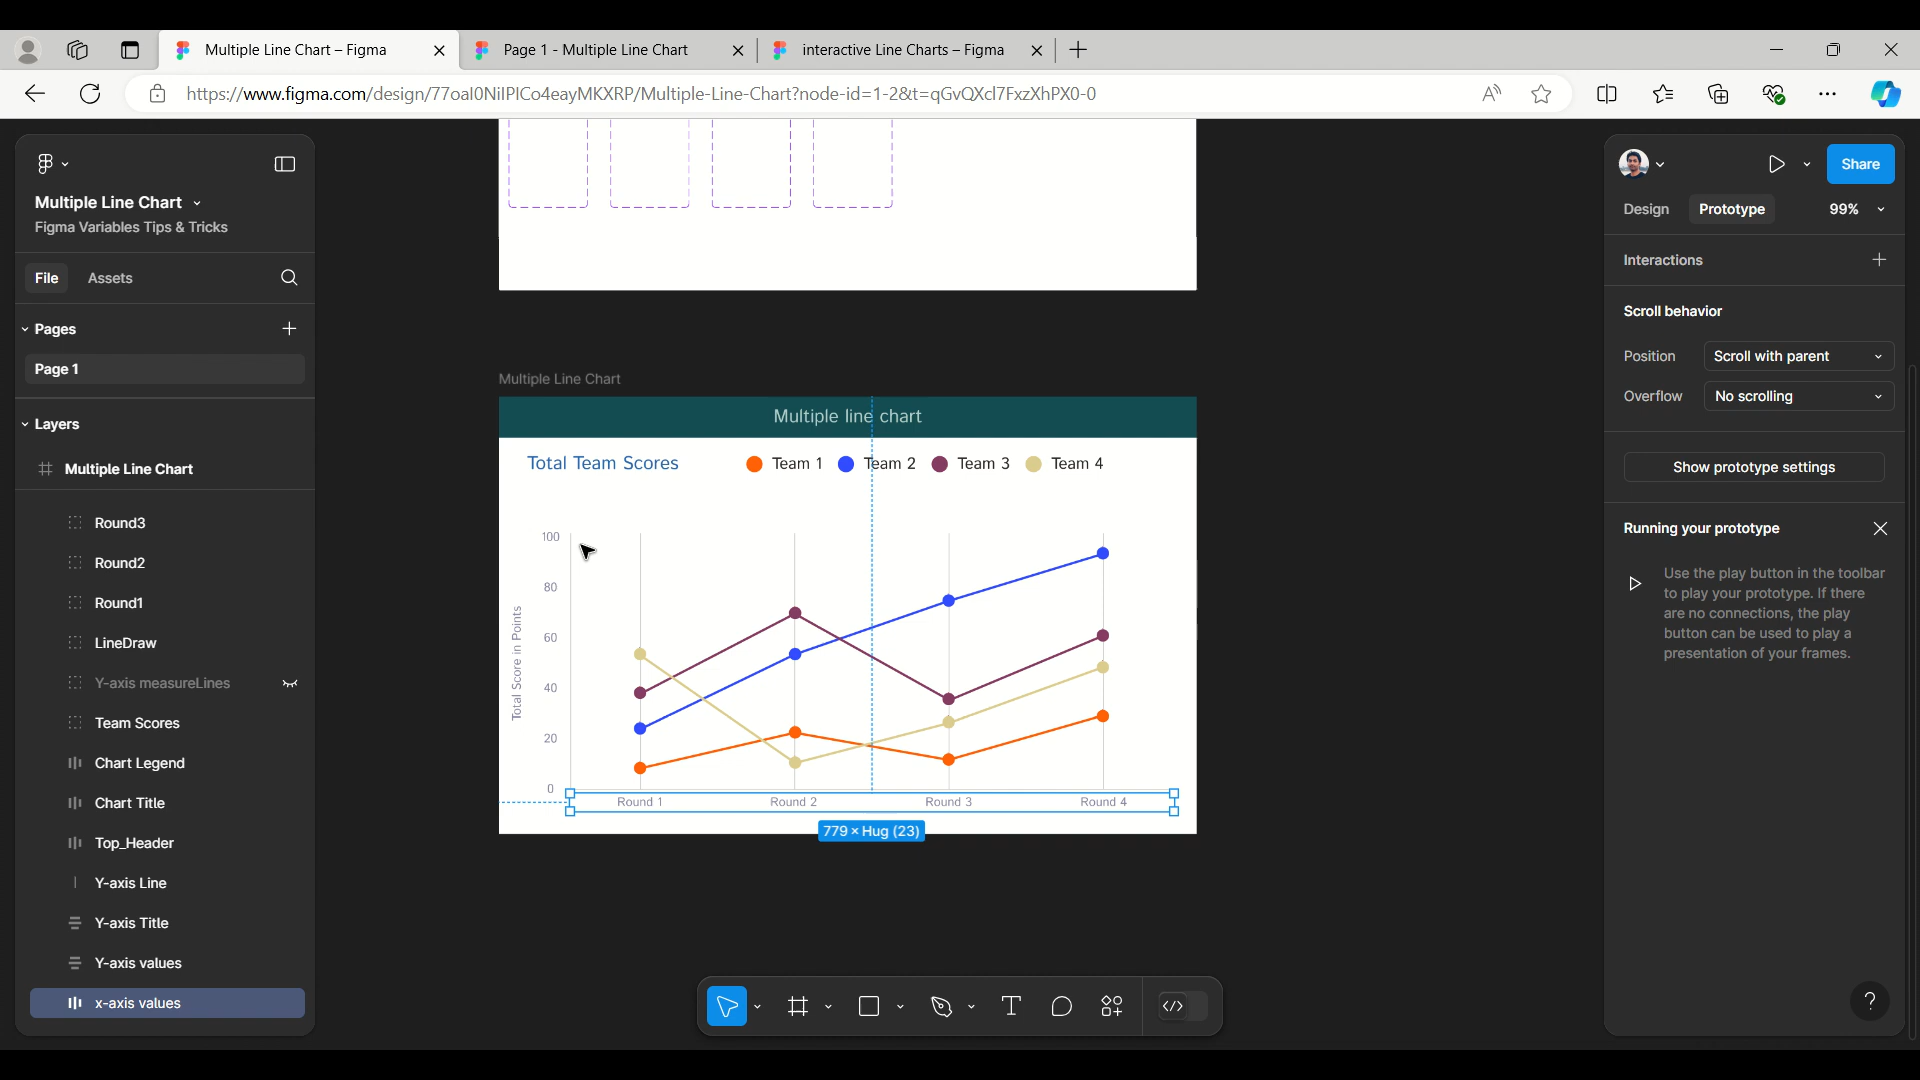 Multiple Line Chart – Figma
Page 1 - Multiple Line Chart
interactive Line Charts – Figma
https://www.figma.com/design/77oal0NiIPICo4eayMKXRP/Multiple-Line-Chart?node-id=1-2&t=qGvQXcl7FxzXhPX0-0
Multiple Line Chart
Figma Variables Tips & Tricks
File
Assets
Pages
Page 1
Layers
Multiple Line Chart
Round3
Round2
Round1
LineDraw
Y-axis measureLines
Team Scores
Chart Legend
Chart Title
Top_Header
Y-axis Line
Y-axis Title
Y-axis values
x-axis values
Multiple Line Chart
Multiple line chart
Total Team Scores
Team 1
Team 2
Team 3
Team 4
Total Score in Points
100
80
60
40
20
0
Round 1
Round 2
Round 3
Round 4
779 × Hug (23)
Share
Design
Prototype
99%
Interactions
Scroll behavior
Position
Scroll with parent
Overflow
No scrolling
Show prototype settings
Running your prototype
Use the play button in the toolbar
to play your prototype. If there
are no connections, the play
button can be used to play a
presentation of your frames.
?